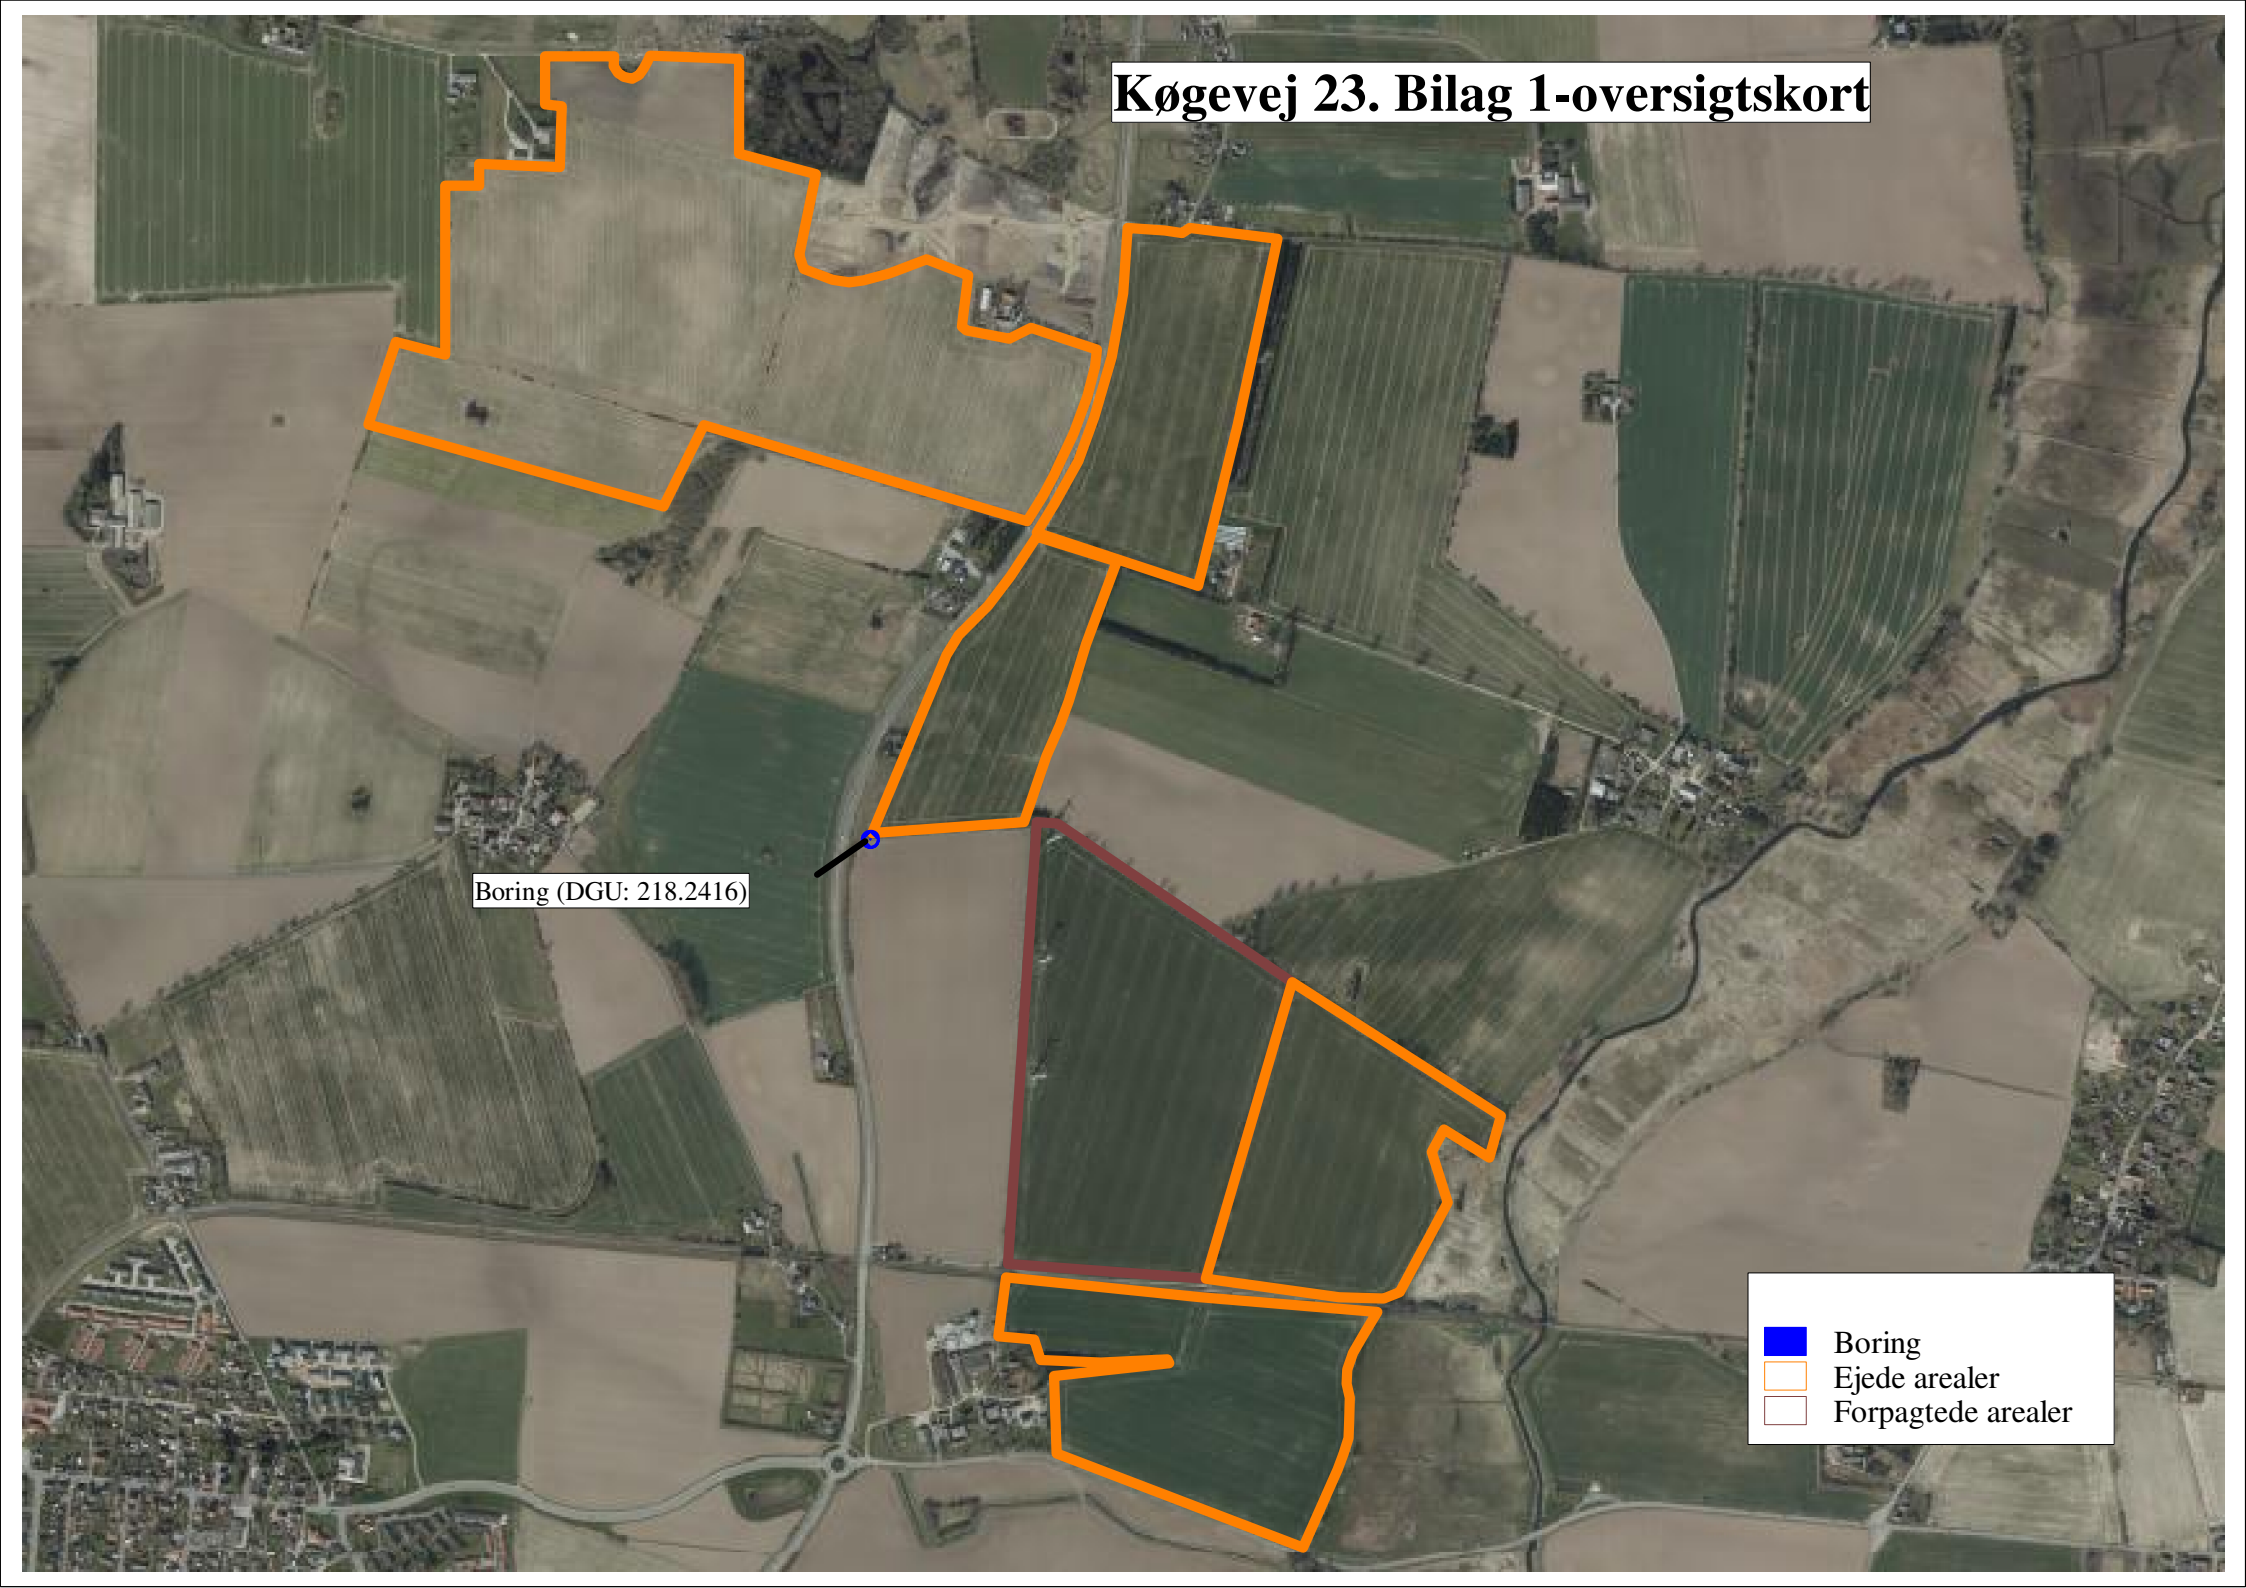 Køgevej 23. Bilag 1-oversigtskort
Boring (DGU: 218.2416)
Boring
Ejede arealer
Forpagtede arealer